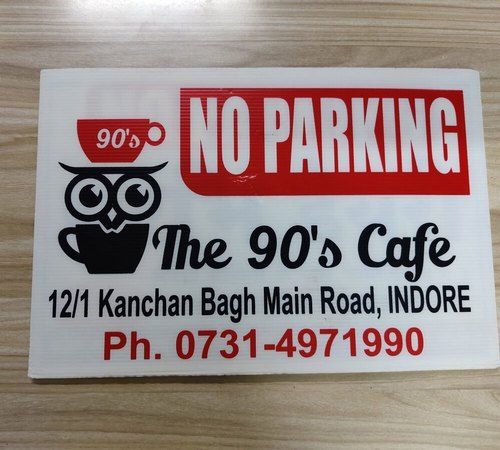 NO PARKING
90's
The 90's Cafe
12/1 Kanchan Bagh Main Road, INDORE
Ph. 0731-4971990